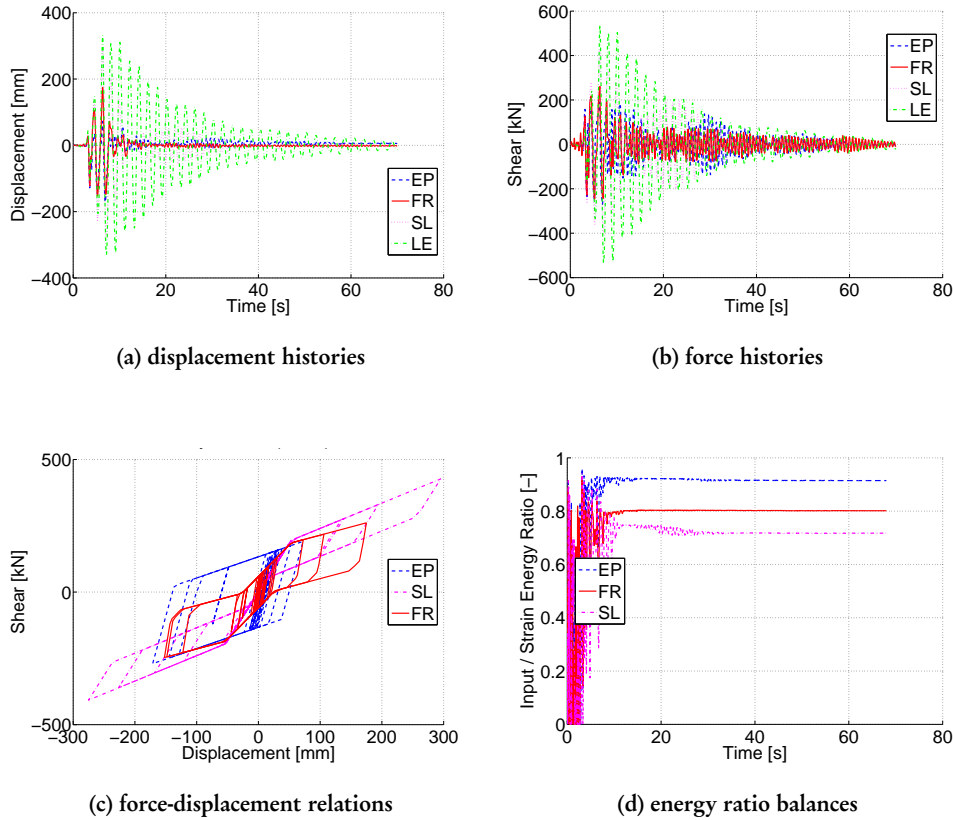 400
200
0
−200
−400
0
20
40
60
80
Displacement [mm]
Time [s]
EP
FR
SL
LE
(a) displacement histories
600
400
200
0
−200
−400
−600
0
20
40
60
80
Shear [kN]
Time [s]
EP
FR
SL
LE
(b) force histories
500
0
−500
−300
−200
−100
0
100
200
300
Shear [kN]
Displacement [mm]
EP
SL
FR
(c) force-displacement relations
1
0.8
0.6
0.4
0.2
0
0
20
40
60
80
Input / Strain Energy Ratio [−]
Time [s]
EP
FR
SL
(d) energy ratio balances